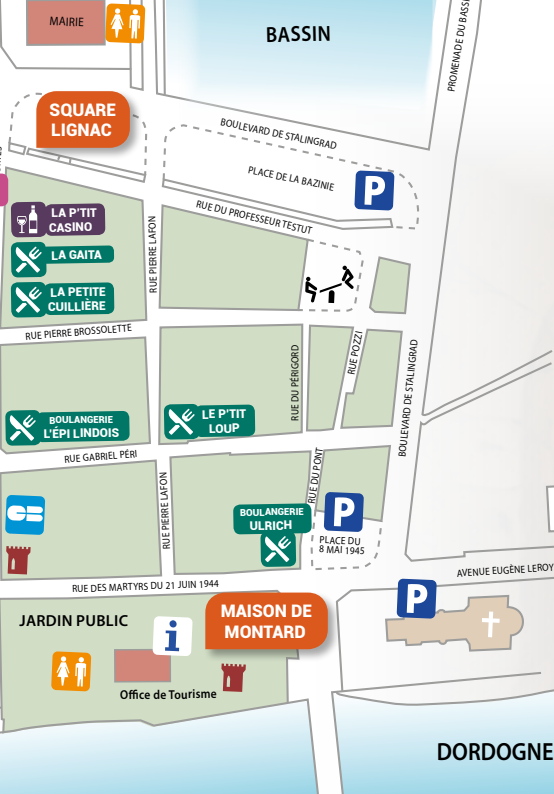 MAIRIE
BASSIN
PROMENADE DU BASS
SQUARE
LIGNAC
BOULEVARD DE STALINGRAD
PLACE DE LA BAZINIE
P
RUE DU PROFESSEUR TESTUT
LA P'TIT
CASINO
LA GAITA
LA PETITE
CUILLIÈRE
RUE PIERRE LAFON
RUE PIERRE BROSSOLETTE
RUE DU PÉRIGORD
RUE POZZI
BOULEVARD DE STALINGRAD
BOULANGERIE
L'ÉPI LINDOIS
LE P'TIT
LOUP
RUE GABRIEL PÉRI
RUE PIERRE LAFON
RUE DU PONT
BOULANGERIE
ULRICH
P
PLACE DU
8 MAI 1945
RUE DES MARTYRS DU 21 JUIN 1944
AVENUE EUGÈNE LEROY
P
JARDIN PUBLIC
i
MAISON DE
MONTARD
Office de Tourisme
DORDOGNE